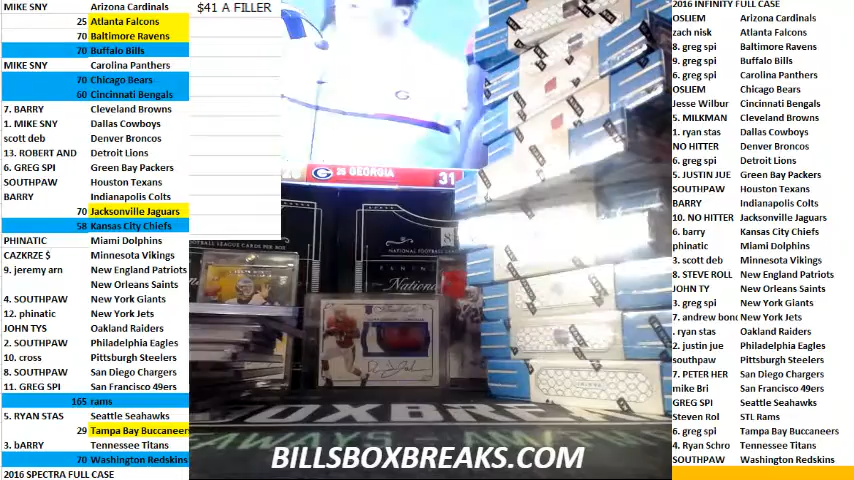 MIKE SNY Arizona Cardinals
25 Atlanta Falcons
70 Baltimore Ravens
70 Buffalo Bills
MIKE SNY Carolina Panthers
70 Chicago Bears
60 Cincinnati Bengals
7. BARRY Cleveland Browns
1. MIKE SNY Dallas Cowboys
scott deb Denver Broncos
13. ROBERT AND Detroit Lions
6. GREG SPI Green Bay Packers
SOUTHPAW Houston Texans
BARRY Indianapolis Colts
70 Jacksonville Jaguars
58 Kansas City Chiefs
PHINATIC Miami Dolphins
CAZKRZE $ Minnesota Vikings
9. jeremy arn New England Patriots
New Orleans Saints
4. SOUTHPAW New York Giants
12. phinatic New York Jets
JOHN TYS Oakland Raiders
2. SOUTHPAW Philadelphia Eagles
10. cross Pittsburgh Steelers
8. SOUTHPAW San Diego Chargers
11. GREG SPI San Francisco 49ers
165 rams
5. RYAN STAS Seattle Seahawks
29 Tampa Bay Buccaneers
3. bARRY Tennessee Titans
70 Washington Redskins
2016 SPECTRA FULL CASE
$41 A FILLER
G 25 GEORGIA 31
NATIONAL FOOTBALL
PANINI
BILLSBOXBREAKS.COM
2016 INFINITY FULL CASE
OSLIEM Arizona Cardinals
zach nisk Atlanta Falcons
8. greg spi Baltimore Ravens
9. greg spi Buffalo Bills
6. greg spi Carolina Panthers
OSLIEM Chicago Bears
Jesse Wilbur Cincinnati Bengals
5. MILKMAN Cleveland Browns
1. ryan stas Dallas Cowboys
NO HITTER Denver Broncos
6. greg spi Detroit Lions
5. JUSTIN JUE Green Bay Packers
SOUTHPAW Houston Texans
BARRY Indianapolis Colts
10. NO HITTER Jacksonville Jaguars
6. barry Kansas City Chiefs
phinatic Miami Dolphins
3. scott deb Minnesota Vikings
8. STEVE ROLL New England Patriots
JOHN TY New Orleans Saints
3. greg spi New York Giants
7. andrew bond New York Jets
. ryan stas Oakland Raiders
2. justin jue Philadelphia Eagles
southpaw Pittsburgh Steelers
7. PETER HER San Diego Chargers
mike Bri San Francisco 49ers
GREG SPI Seattle Seahawks
Steven Rol STL Rams
6. greg spi Tampa Bay Buccaneers
4. Ryan Schro Tennessee Titans
SOUTHPAW Washington Redskins